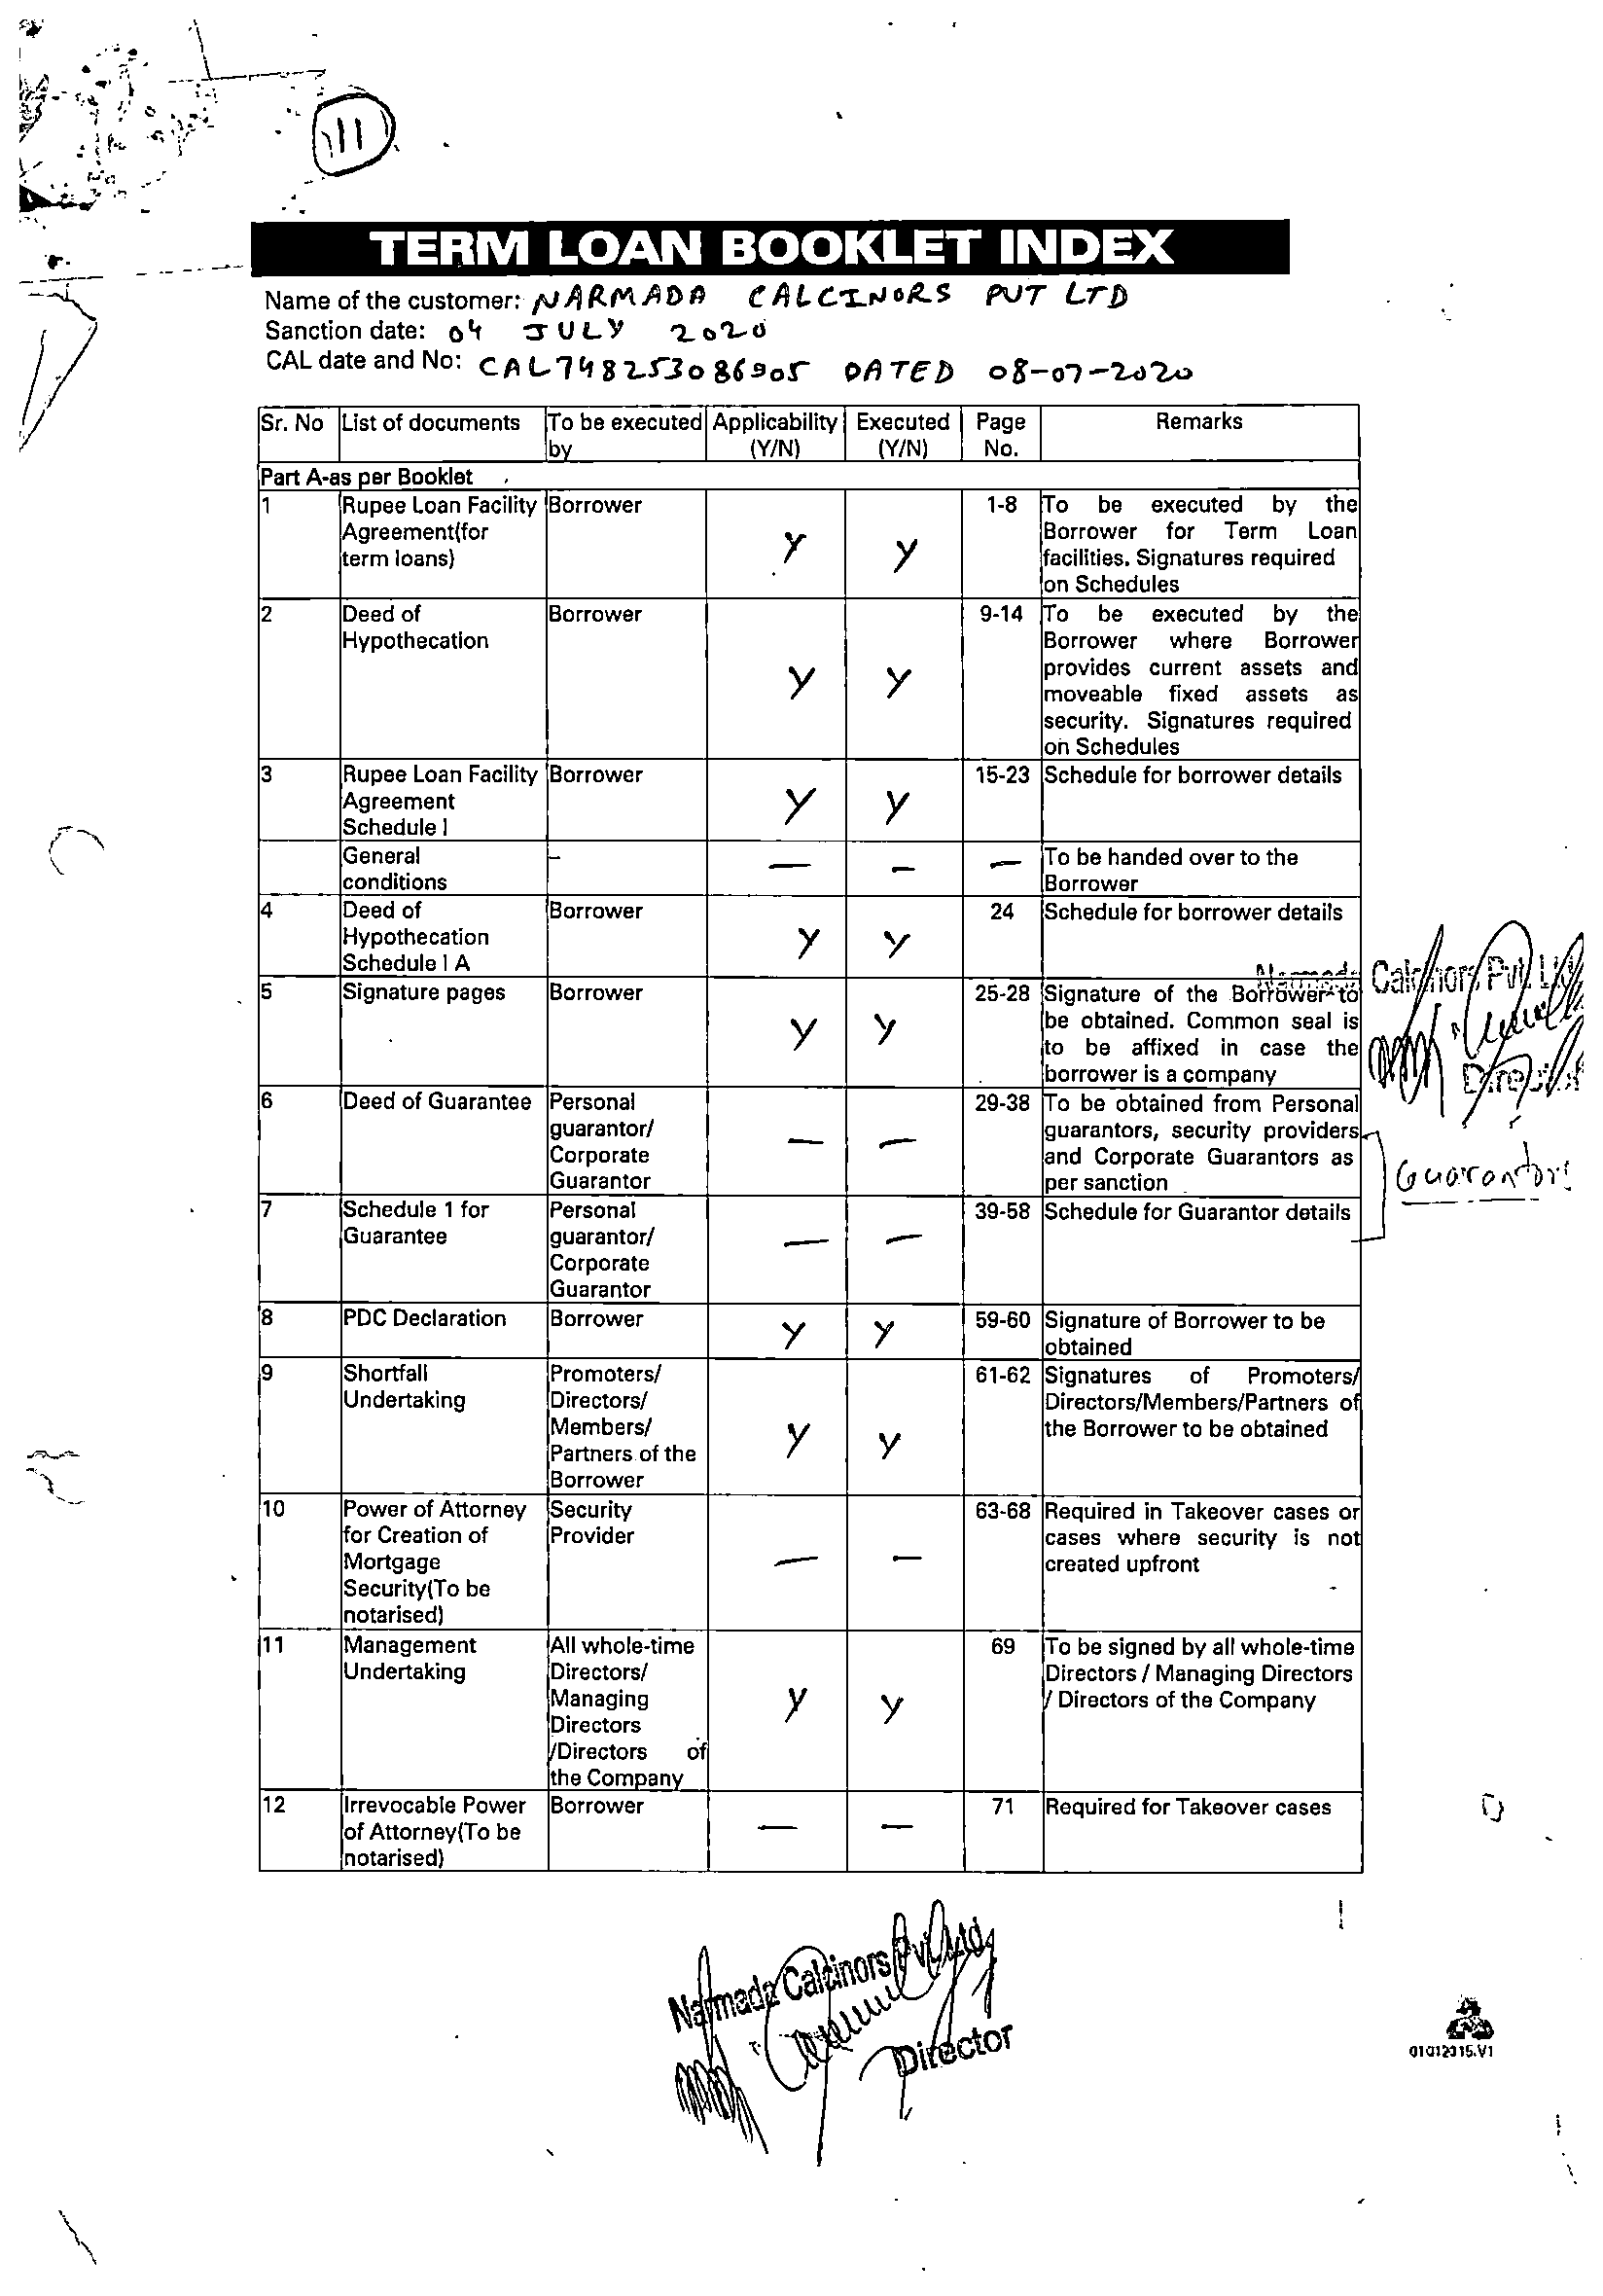 111
TERM LOAN BOOKLET INDEX
Name of the customer: NARMADA CALCINORS PVT LTD
Sanction date: 04 JULY 2020
CAL date and No: CAL748253086905 DATED 08-07-2020
Sr. No List of documents To be executed by Applicability (Y/N) Executed (Y/N) Page No. Remarks
Part A-as per Booklet
1 Rupee Loan Facility Borrower 1-8 To be executed by the
Agreement(for Y Y Borrower for Term Loan
term loans) facilities. Signatures required
on Schedules
2 Deed of Borrower 9-14 To be executed by the
Hypothecation Borrower where Borrower
Y Y provides current assets and
moveable fixed assets as
security. Signatures required
on Schedules
3 Rupee Loan Facility Borrower 15-23 Schedule for borrower details
Agreement Y Y
Schedule I
General - — — — To be handed over to the
conditions Borrower
4 Deed of Borrower 24 Schedule for borrower details
Hypothecation Y Y
Schedule I A
Narmada Calcinors Pvt. Ltd.
5 Signature pages Borrower 25-28 Signature of the Borrower to
Y Y be obtained. Common seal is
to be affixed in case the
borrower is a company
Director
6 Deed of Guarantee Personal 29-38 To be obtained from Personal
guarantor/ — — guarantors, security providers
Corporate and Corporate Guarantors as
Guarantor per sanction
Guarantors
7 Schedule 1 for Personal 39-58 Schedule for Guarantor details
Guarantee guarantor/ — —
Corporate
Guarantor
8 PDC Declaration Borrower Y Y 59-60 Signature of Borrower to be
obtained
9 Shortfall Promoters/ 61-62 Signatures of Promoters/
Undertaking Directors/ Directors/Members/Partners of
Members/ Y Y the Borrower to be obtained
Partners of the
Borrower
10 Power of Attorney Security 63-68 Required in Takeover cases or
for Creation of Provider cases where security is not
Mortgage — — created upfront
Security(To be
notarised)
11 Management All whole-time 69 To be signed by all whole-time
Undertaking Directors/ Directors / Managing Directors
Managing Y Y / Directors of the Company
Directors
/Directors of
the Company
12 Irrevocable Power Borrower 71 Required for Takeover cases
of Attorney(To be — —
notarised)
Narmada Calcinors Pvt. Ltd.
Director
01012015.V1